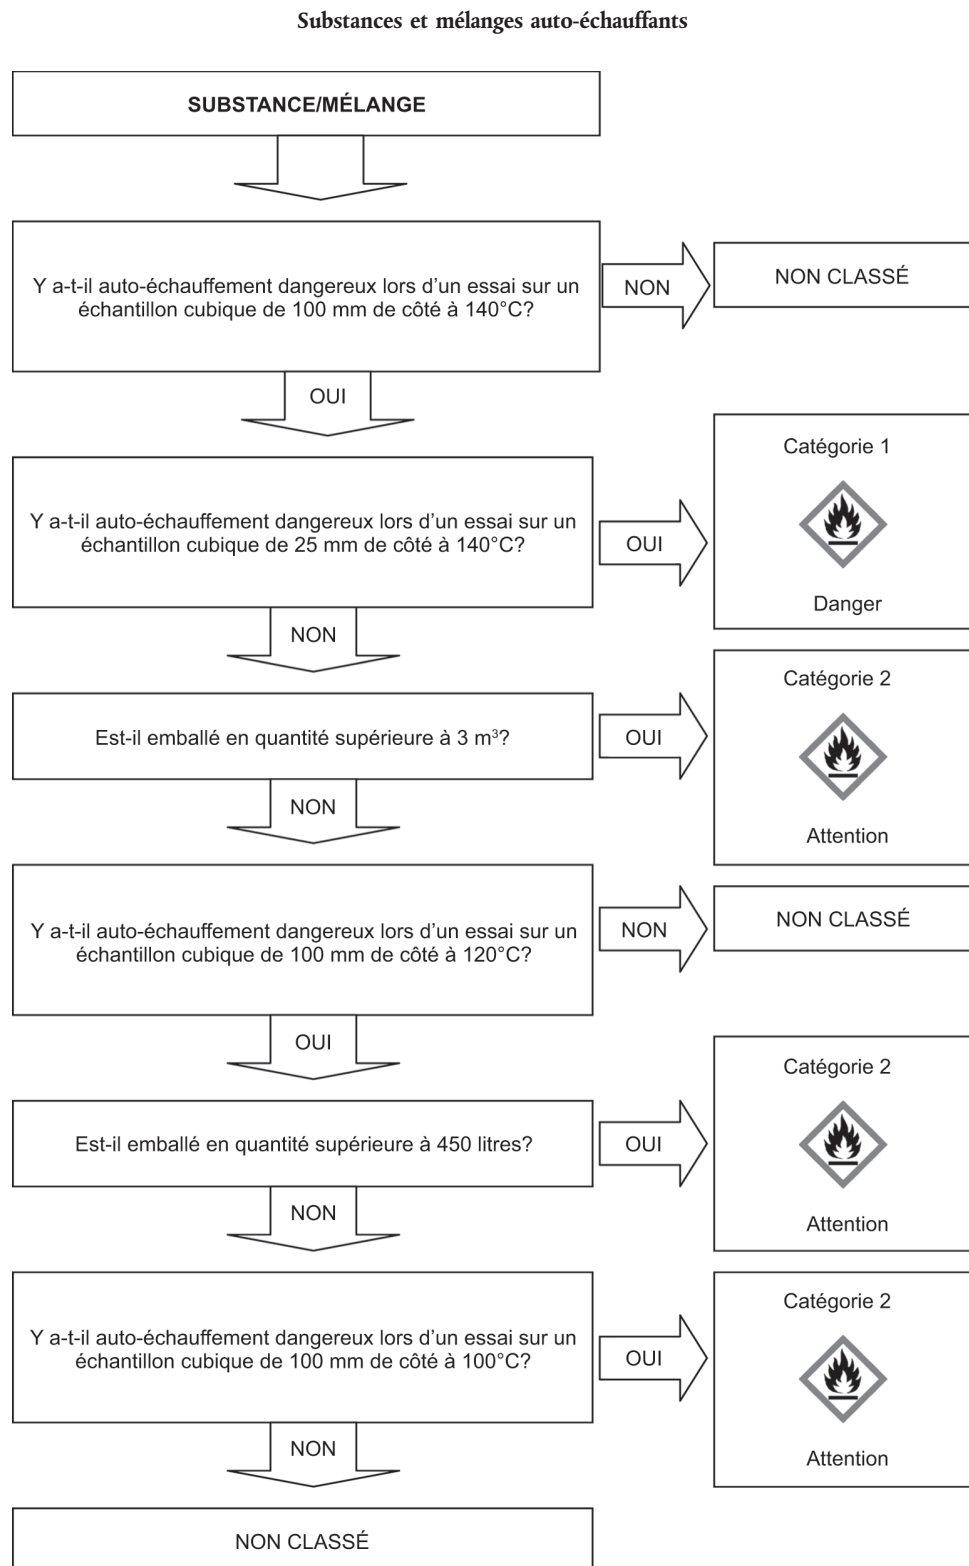 Substances et mélanges auto-échauffants
SUBSTANCE/MÉLANGE
Y a-t-il auto-échauffement dangereux lors d’un essai sur un
échantillon cubique de 100 mm de côté à 140°C?
NON
NON CLASSÉ
OUI
Y a-t-il auto-échauffement dangereux lors d’un essai sur un
échantillon cubique de 25 mm de côté à 140°C?
OUI
Catégorie 1
Danger
NON
Est-il emballé en quantité supérieure à 3 m³?
OUI
Catégorie 2
Attention
NON
Y a-t-il auto-échauffement dangereux lors d’un essai sur un
échantillon cubique de 100 mm de côté à 120°C?
NON
NON CLASSÉ
OUI
Est-il emballé en quantité supérieure à 450 litres?
OUI
Catégorie 2
Attention
NON
Y a-t-il auto-échauffement dangereux lors d’un essai sur un
échantillon cubique de 100 mm de côté à 100°C?
OUI
Catégorie 2
Attention
NON
NON CLASSÉ